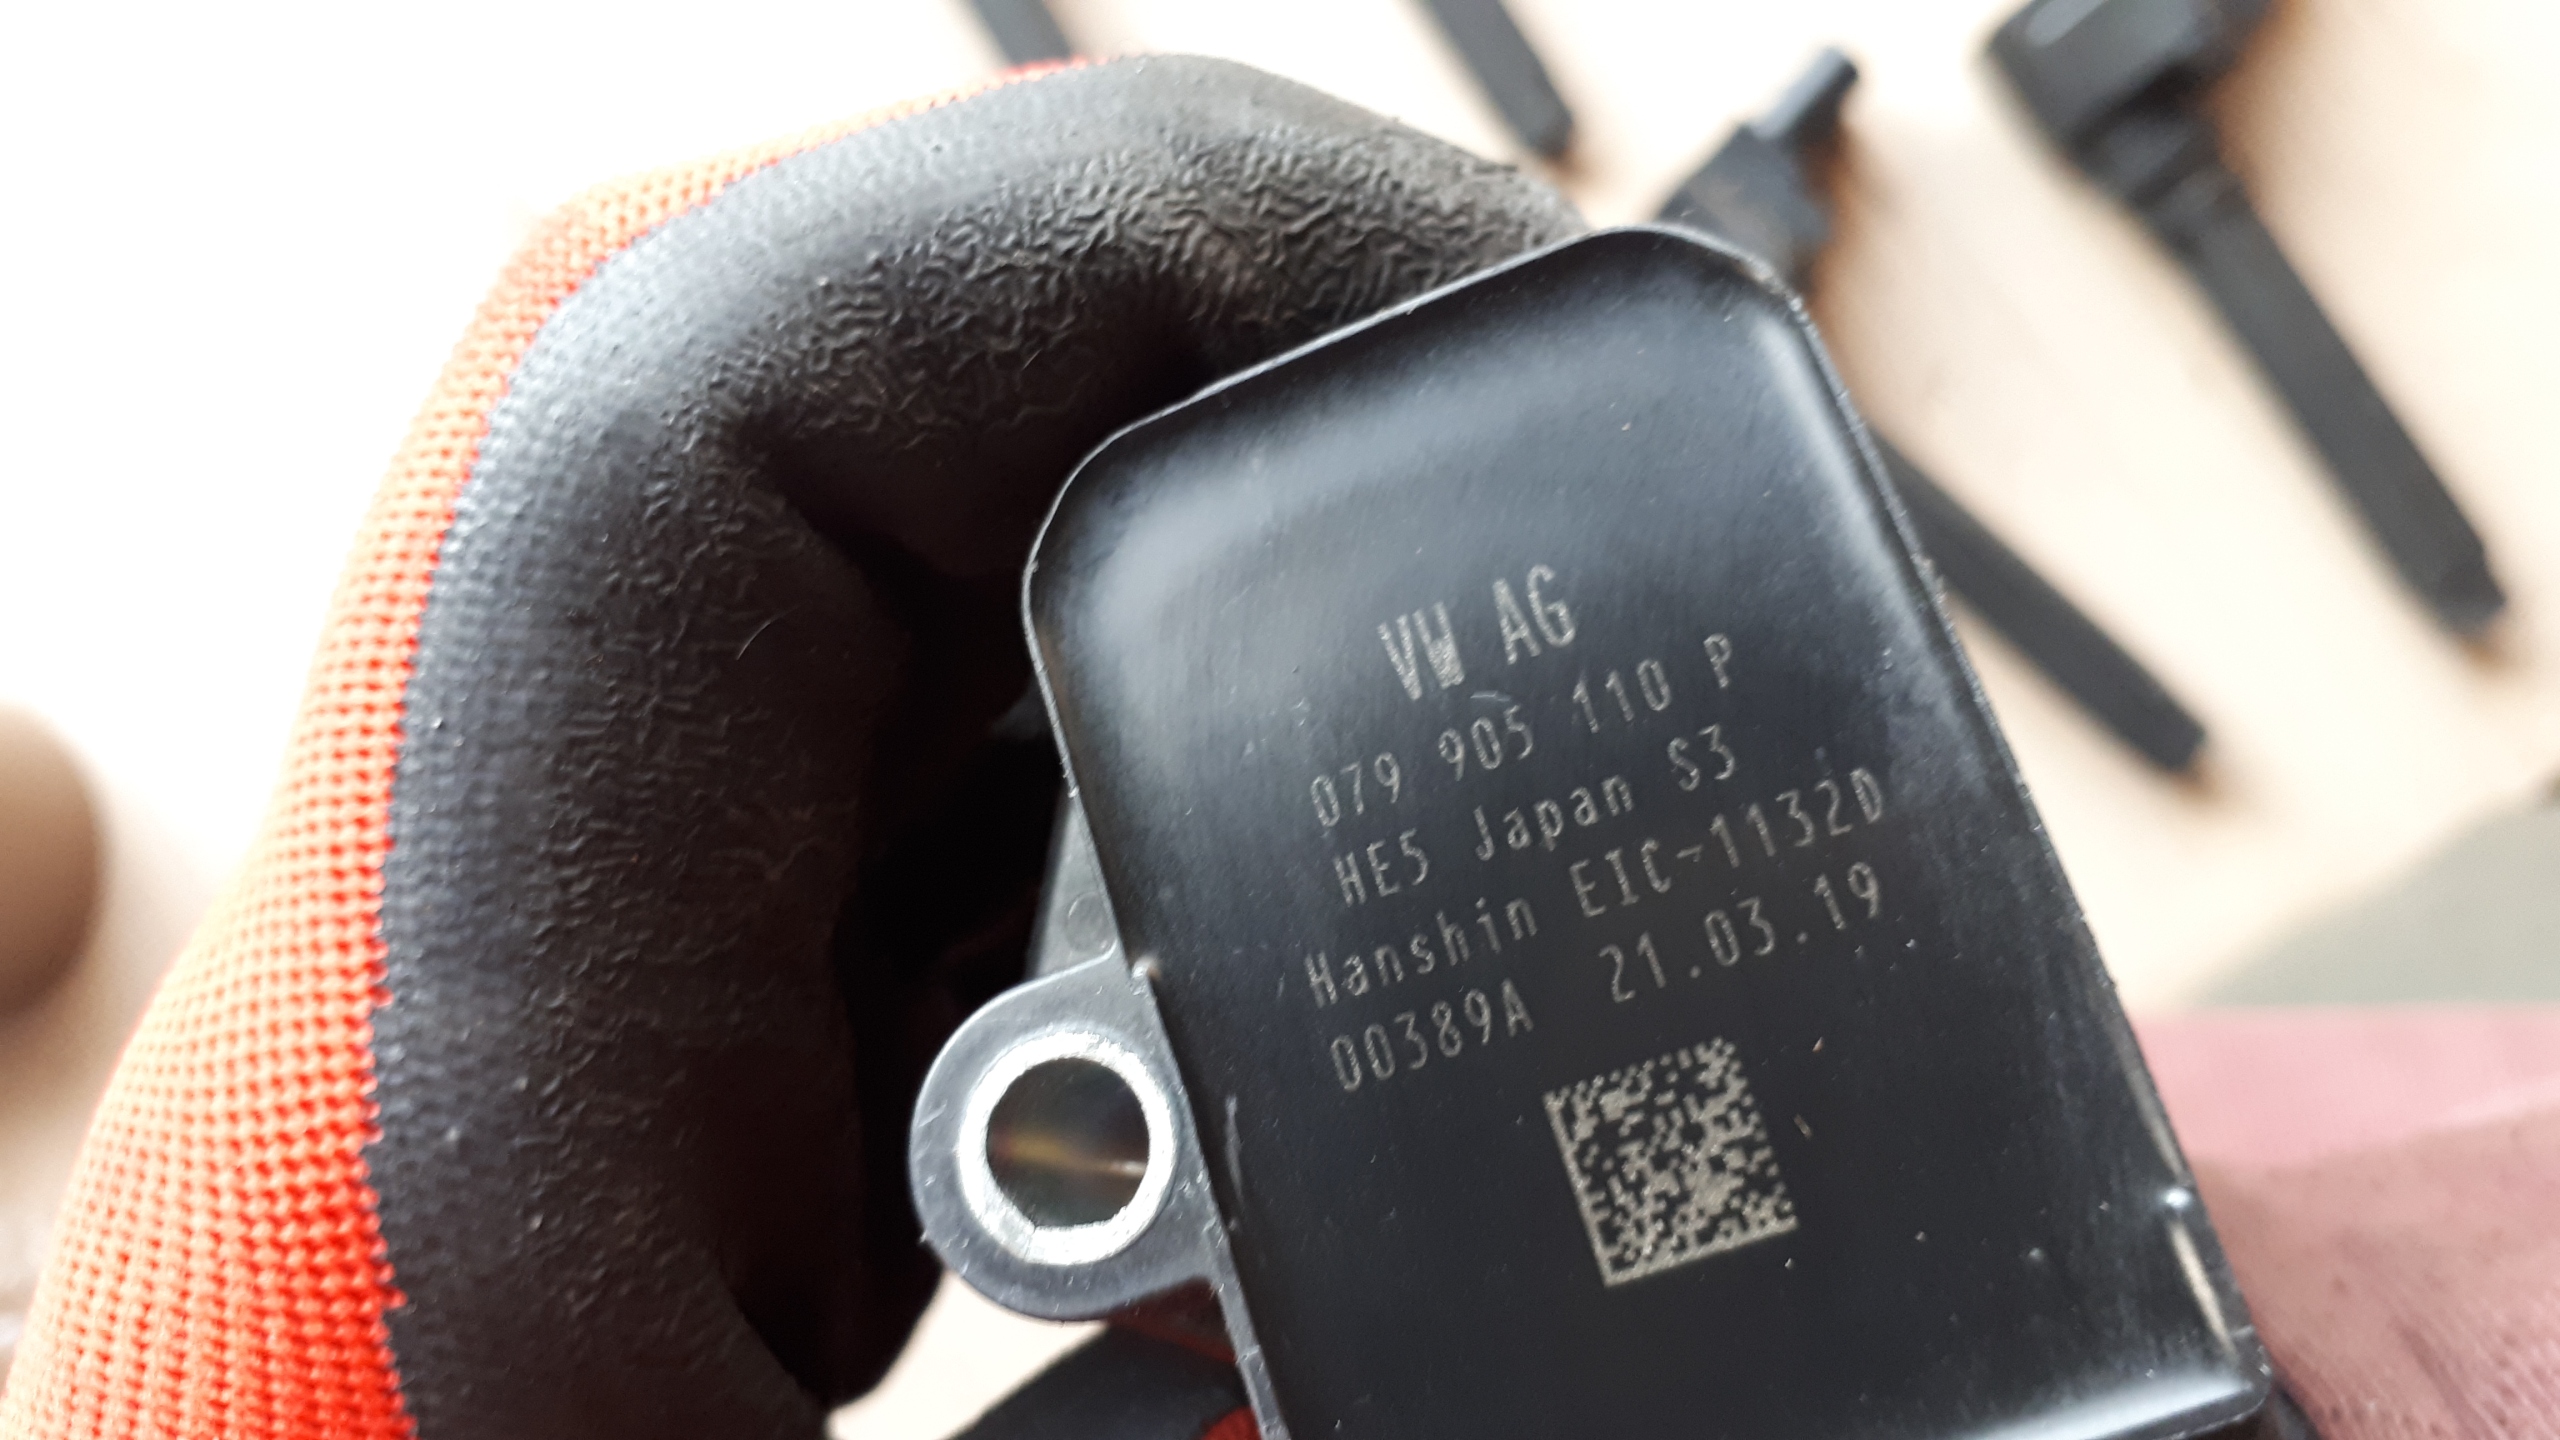 VW AG
079 905 110 P
HE5 Japan S3
Hanshin EIC-1132D
00389A 21.03.19